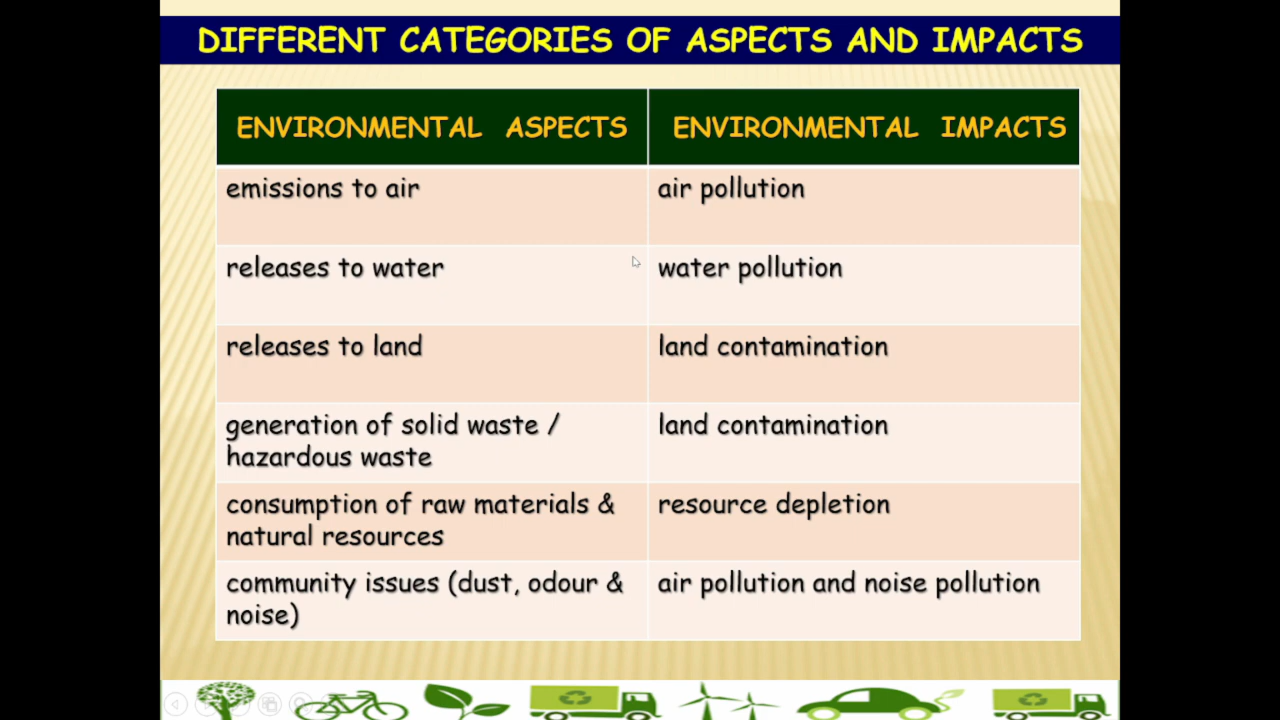 DIFFERENT CATEGORIES OF ASPECTS AND IMPACTS
ENVIRONMENTAL ASPECTS
ENVIRONMENTAL IMPACTS
emissions to air
air pollution
releases to water
water pollution
releases to land
land contamination
generation of solid waste /
hazardous waste
land contamination
consumption of raw materials &
natural resources
resource depletion
community issues (dust, odour &
noise)
air pollution and noise pollution